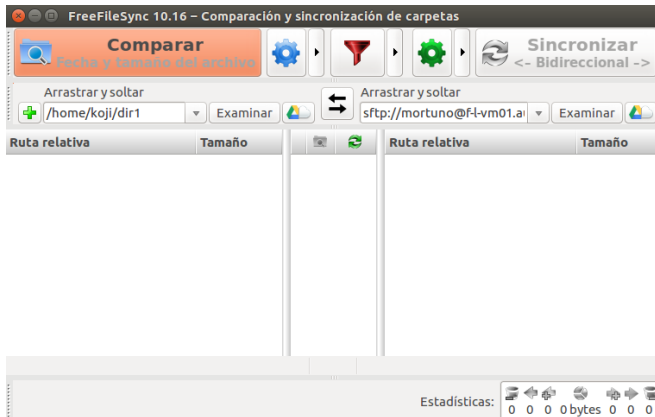 FreeFileSync 10.16 – Comparación y sincronización de carpetas
Comparar
Fecha y tamaño del archivo
Sincronizar
<- Bidireccional ->
Arrastrar y soltar
Arrastrar y soltar
/home/koji/dir1
Examinar
sftp://mortuno@f-l-vm01.a
Examinar
Ruta relativa Tamaño Ruta relativa Tamaño
Estadísticas: 0 0 0 0 bytes 0 0 0